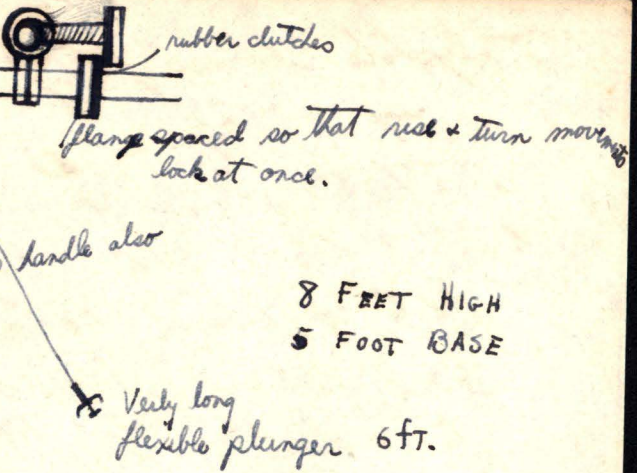 rubber clutches
flange spaced so that rise & turn movements
lock at once.
handle also
8 FEET HIGH
5 FOOT BASE
Verly long
flexible plunger 6fT.